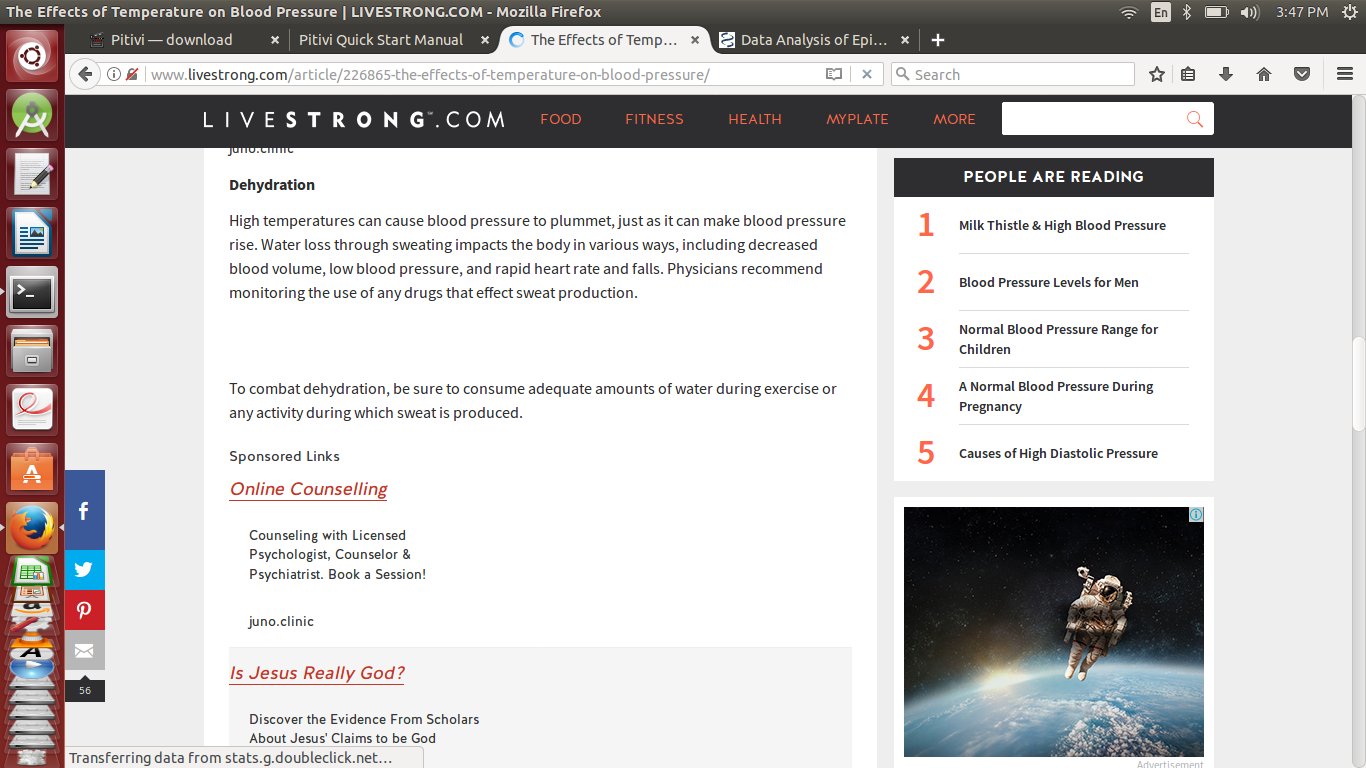 The Effects of Temperature on Blood Pressure | LIVESTRONG.COM - Mozilla Firefox
En
3:47 PM
Pitivi — download
Pitivi Quick Start Manual
The Effects of Temp...
Data Analysis of Epi...
www.livestrong.com/article/226865-the-effects-of-temperature-on-blood-pressure/
Search
LIVESTRONG™.COM
FOOD
FITNESS
HEALTH
MYPLATE
MORE
juno.clinic
Dehydration
High temperatures can cause blood pressure to plummet, just as it can make blood pressure
rise. Water loss through sweating impacts the body in various ways, including decreased
blood volume, low blood pressure, and rapid heart rate and falls. Physicians recommend
monitoring the use of any drugs that effect sweat production.
To combat dehydration, be sure to consume adequate amounts of water during exercise or
any activity during which sweat is produced.
Sponsored Links
Online Counselling
Counseling with Licensed
Psychologist, Counselor &
Psychiatrist. Book a Session!
juno.clinic
Is Jesus Really God?
Discover the Evidence From Scholars
About Jesus' Claims to be God
PEOPLE ARE READING
1 Milk Thistle & High Blood Pressure
2 Blood Pressure Levels for Men
3 Normal Blood Pressure Range for
Children
4 A Normal Blood Pressure During
Pregnancy
5 Causes of High Diastolic Pressure
Advertisement
56
Transferring data from stats.g.doubleclick.net...